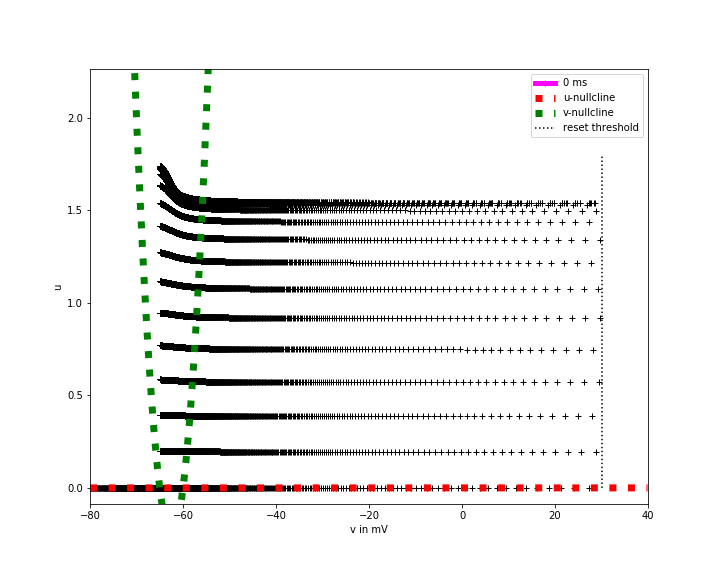 0 ms
u-nullcline
v-nullcline
reset threshold
2.0
1.5
1.0
0.5
0.0
u
−80
−60
−40
−20
0
20
40
v in mV